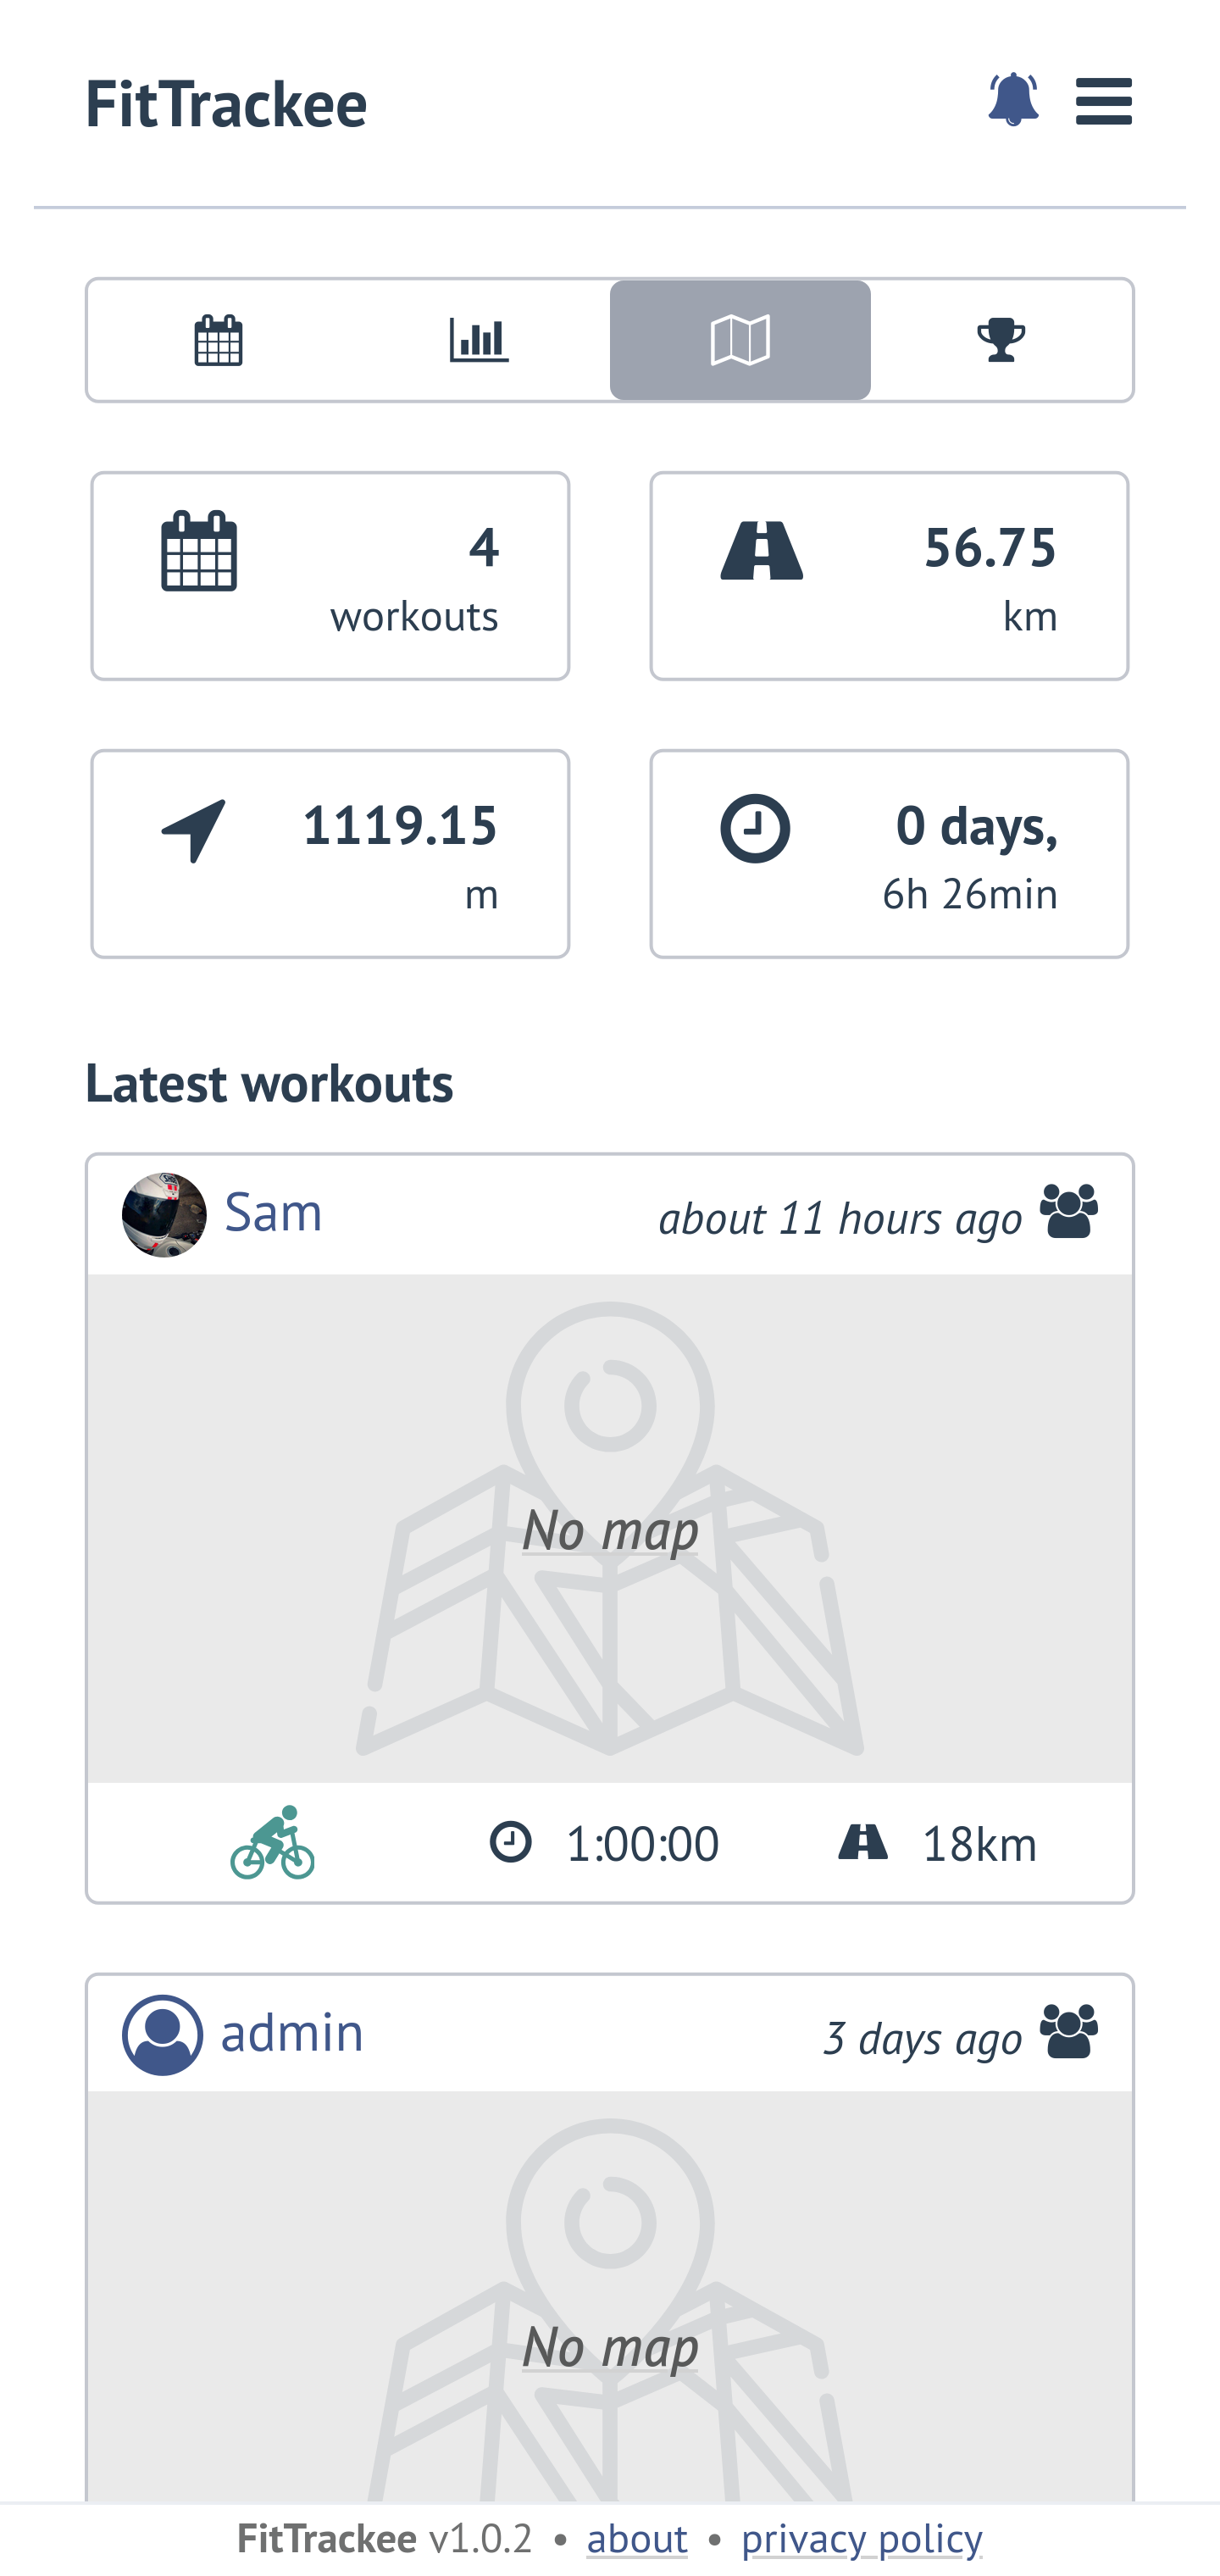 FitTrackee
4
workouts
56.75
km
1119.15
m
0 days,
6h 26min
Latest workouts
Sam about 11 hours ago
No map
1:00:00 18km
admin 3 days ago
No map
FitTrackee v1.0.2 • about • privacy policy